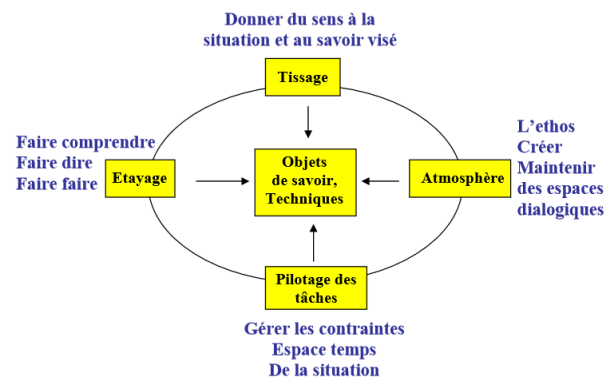 Donner du sens à la
situation et au savoir visé
Tissage
Faire comprendre
Faire dire
Faire faire
Etayage
Objets
de savoir,
Techniques
Atmosphère
L’ethos
Créer
Maintenir
des espaces
dialogiques
Pilotage des
tâches
Gérer les contraintes
Espace temps
De la situation